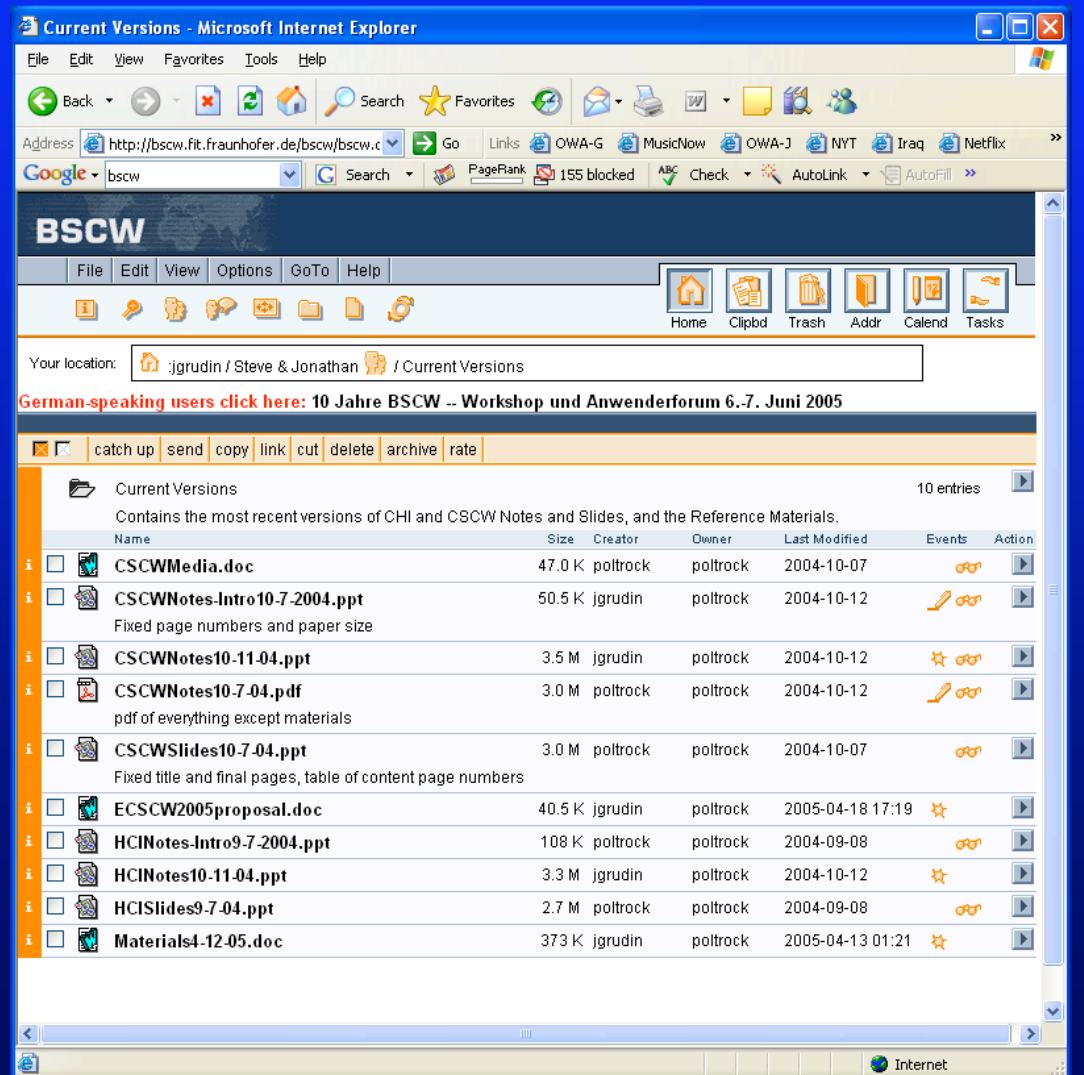 Current Versions - Microsoft Internet Explorer
File Edit View Favorites Tools Help
Back Search Favorites
Address http://bscw.fit.fraunhofer.de/bscw/bscw.c Go Links OWA-G MusicNow OWA-J NYT Iraq Netflix »
Google bscw G Search PageRank 155 blocked ABC Check AutoLink AutoFill »
BSCW
File Edit View Options GoTo Help
Home Clipbd Trash Addr Calend Tasks
Your location: :jgrudin / Steve & Jonathan / Current Versions
German-speaking users click here: 10 Jahre BSCW -- Workshop und Anwenderforum 6.-7. Juni 2005
catch up send copy link cut delete archive rate
Current Versions 10 entries
Contains the most recent versions of CHI and CSCW Notes and Slides, and the Reference Materials.
Name Size Creator Owner Last Modified Events Action
i CSCWMedia.doc 47.0 K poltrock poltrock 2004-10-07
i CSCWNotes-Intro10-7-2004.ppt 50.5 K jgrudin poltrock 2004-10-12
Fixed page numbers and paper size
i CSCWNotes10-11-04.ppt 3.5 M jgrudin poltrock 2004-10-12
i CSCWNotes10-7-04.pdf 3.0 M poltrock poltrock 2004-10-12
pdf of everything except materials
i CSCWSlides10-7-04.ppt 3.0 M poltrock poltrock 2004-10-07
Fixed title and final pages, table of content page numbers
i ECSCW2005proposal.doc 40.5 K jgrudin poltrock 2005-04-18 17:19
i HCINotes-Intro9-7-2004.ppt 108 K poltrock poltrock 2004-09-08
i HCINotes10-11-04.ppt 3.3 M jgrudin poltrock 2004-10-12
i HCISlides9-7-04.ppt 2.7 M poltrock poltrock 2004-09-08
i Materials4-12-05.doc 373 K jgrudin poltrock 2005-04-13 01:21
Internet